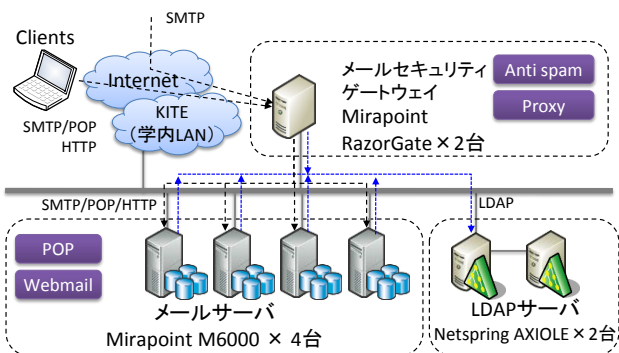 SMTP
Clients
Internet
KITE
(学内LAN)
SMTP/POP
HTTP
メールセキュリティ
ゲートウェイ
Mirapoint
RazorGate×2台
Anti spam
Proxy
SMTP/POP/HTTP
LDAP
POP
Webmail
メールサーバ
Mirapoint M6000 × 4台
LDAPサーバ
Netspring AXIOLE×2台